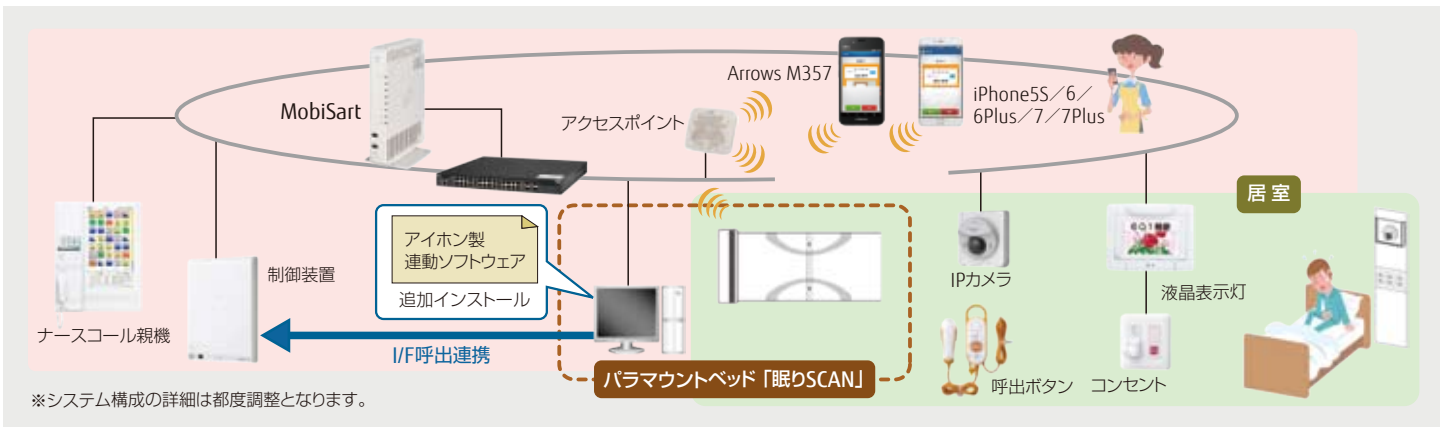 MobiSart
アクセスポイント
Arrows M357
iPhone5S／6／
6Plus／7／7Plus
居 室
アイホン製
連動ソフトウェア
追加インストール
制御装置
ナースコール親機
I/F呼出連携
パラマウントベッド「眠りSCAN」
IPカメラ
液晶表示灯
呼出ボタン
コンセント
※システム構成の詳細は都度調整となります。